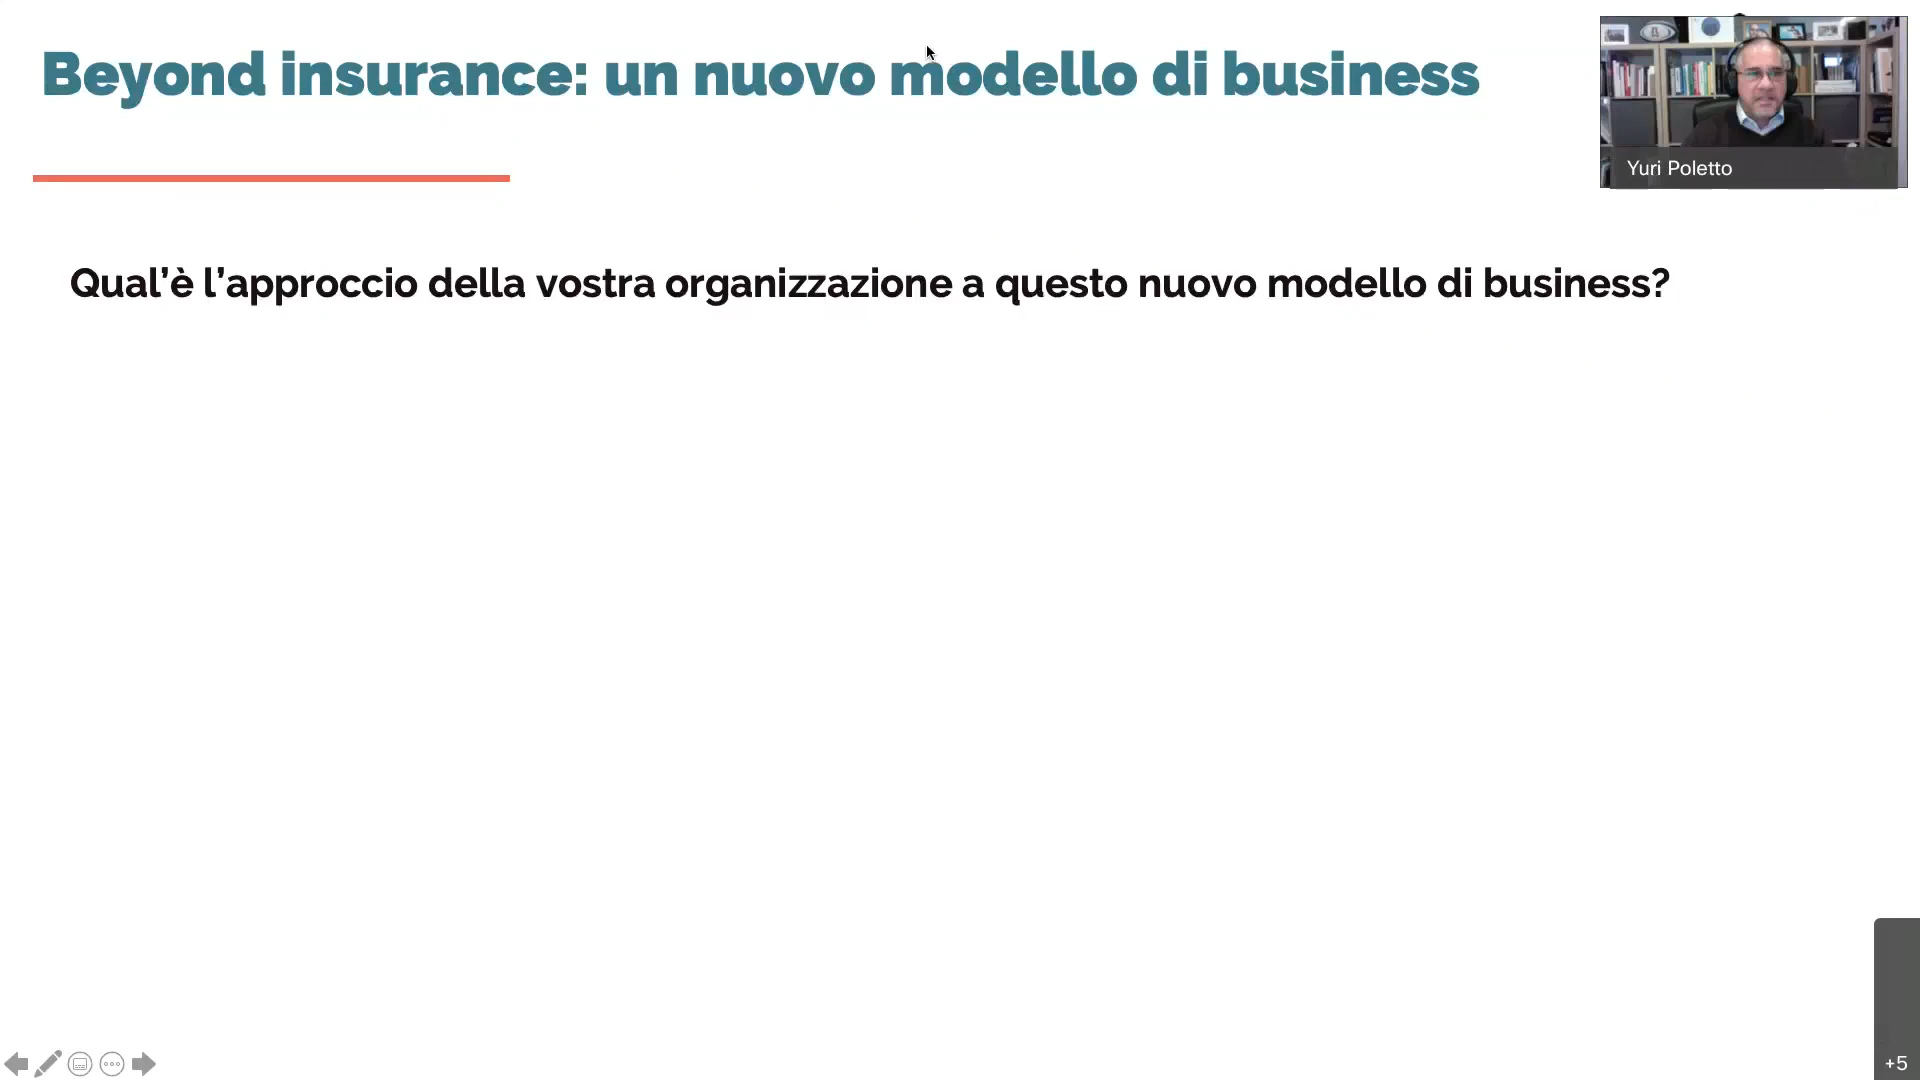 Beyond insurance: un nuovo modello di business
Yuri Poletto
Qual’è l’approccio della vostra organizzazione a questo nuovo modello di business?
+5